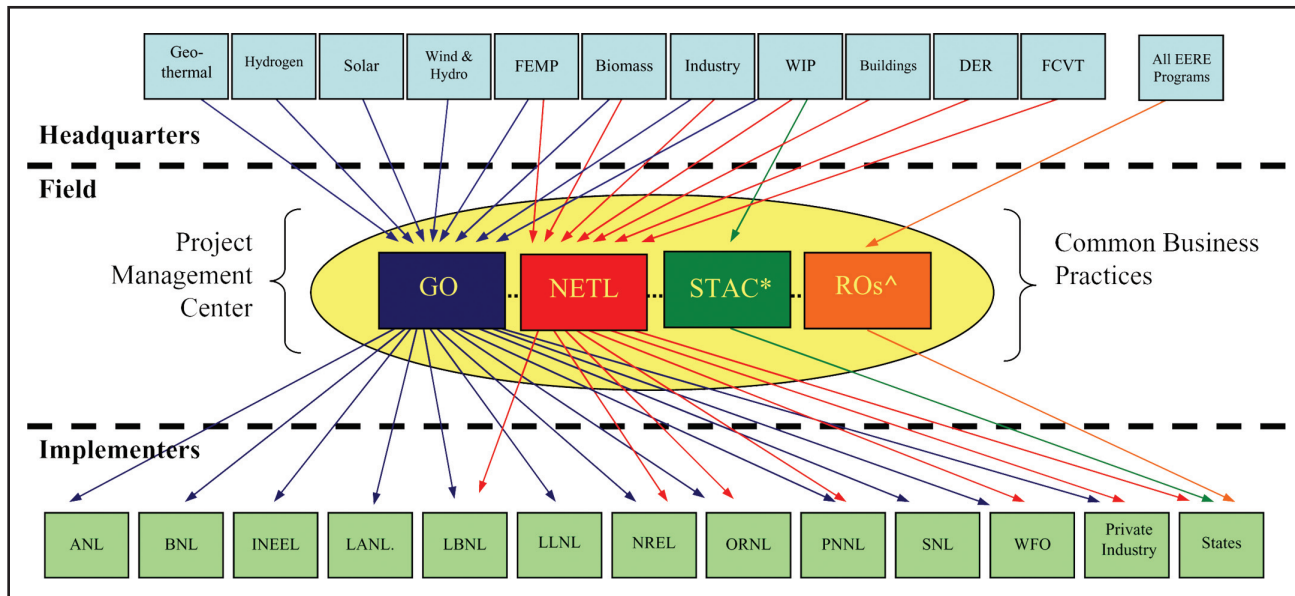 Geo-
thermal
Hydrogen
Solar
Wind &
Hydro
FEMP
Biomass
Industry
WIP
Buildings
DER
FCVT
All EERE
Programs
Headquarters
Field
Project
Management
Center
GO
NETL
STAC*
ROs^
Common Business
Practices
Implementers
ANL
BNL
INEEL
LANL.
LBNL
LLNL
NREL
ORNL
PNNL
SNL
WFO
Private
Industry
States